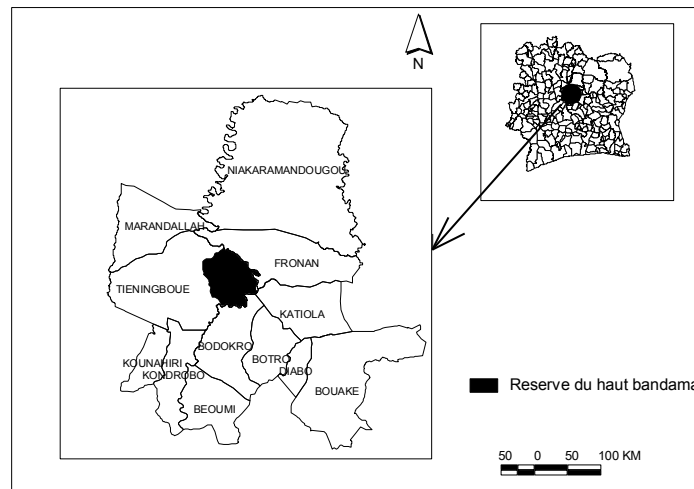 N
NIAKARAMANDOUGOU
MARANDALLAH
FRONAN
TIENINGBOUE
KATIOLA
BODOKRO
BOTRO
DIABO
KOUNAHIRI
KONDROBO
BOUAKE
BEOUMI
Reserve du haut bandama
50 0 50 100 KM